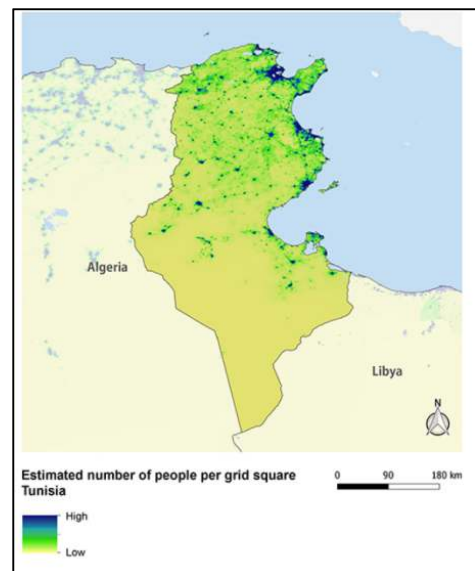 Algeria
Libya
N
Estimated number of people per grid square
Tunisia
0 90 180 km
High
Low